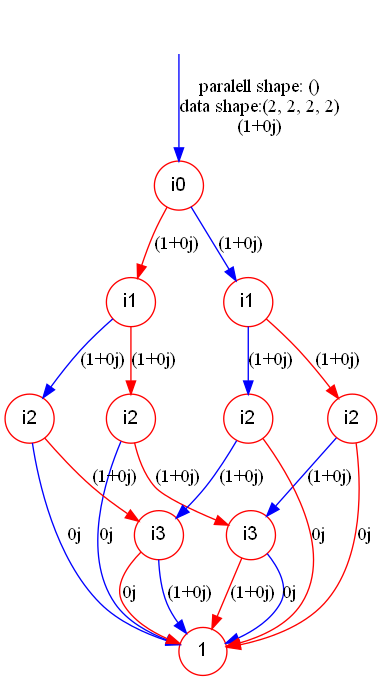 paralell shape: ()
data shape:(2, 2, 2, 2)
(1+0j)
i0
(1+0j) (1+0j)
i1 i1
(1+0j) (1+0j) (1+0j) (1+0j)
i2 i2 i2 i2
(1+0j) (1+0j) (1+0j) (1+0j)
0j 0j i3 i3 0j 0j
0j (1+0j) (1+0j) 0j
1